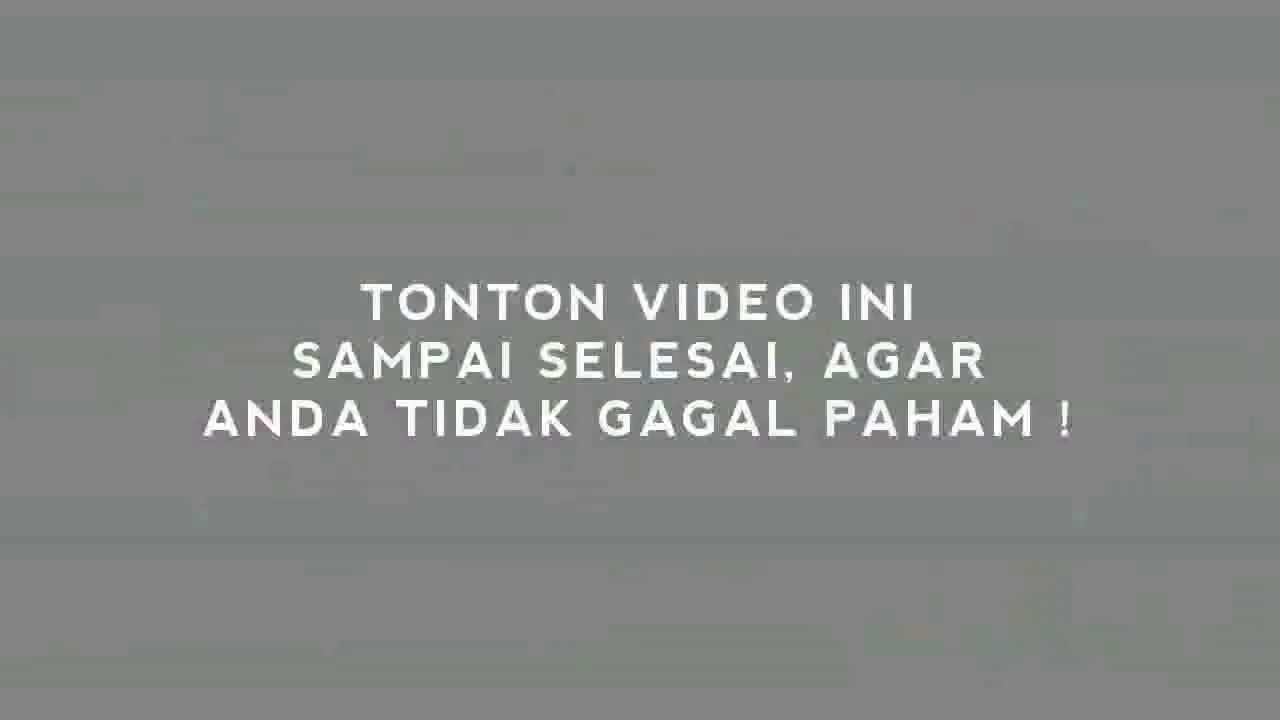 TONTON VIDEO INI
SAMPAI SELESAI, AGAR
ANDA TIDAK GAGAL PAHAM !